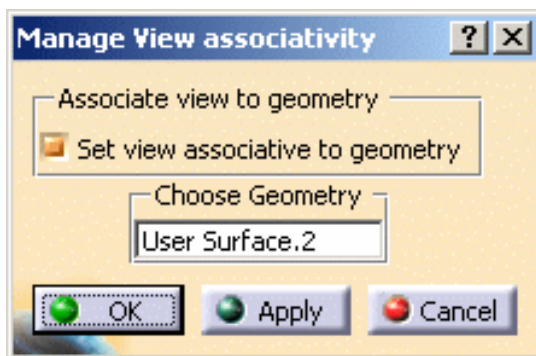 Manage View associativity
Associate view to geometry
Set view associative to geometry
Choose Geometry
User Surface.2
OK Apply Cancel